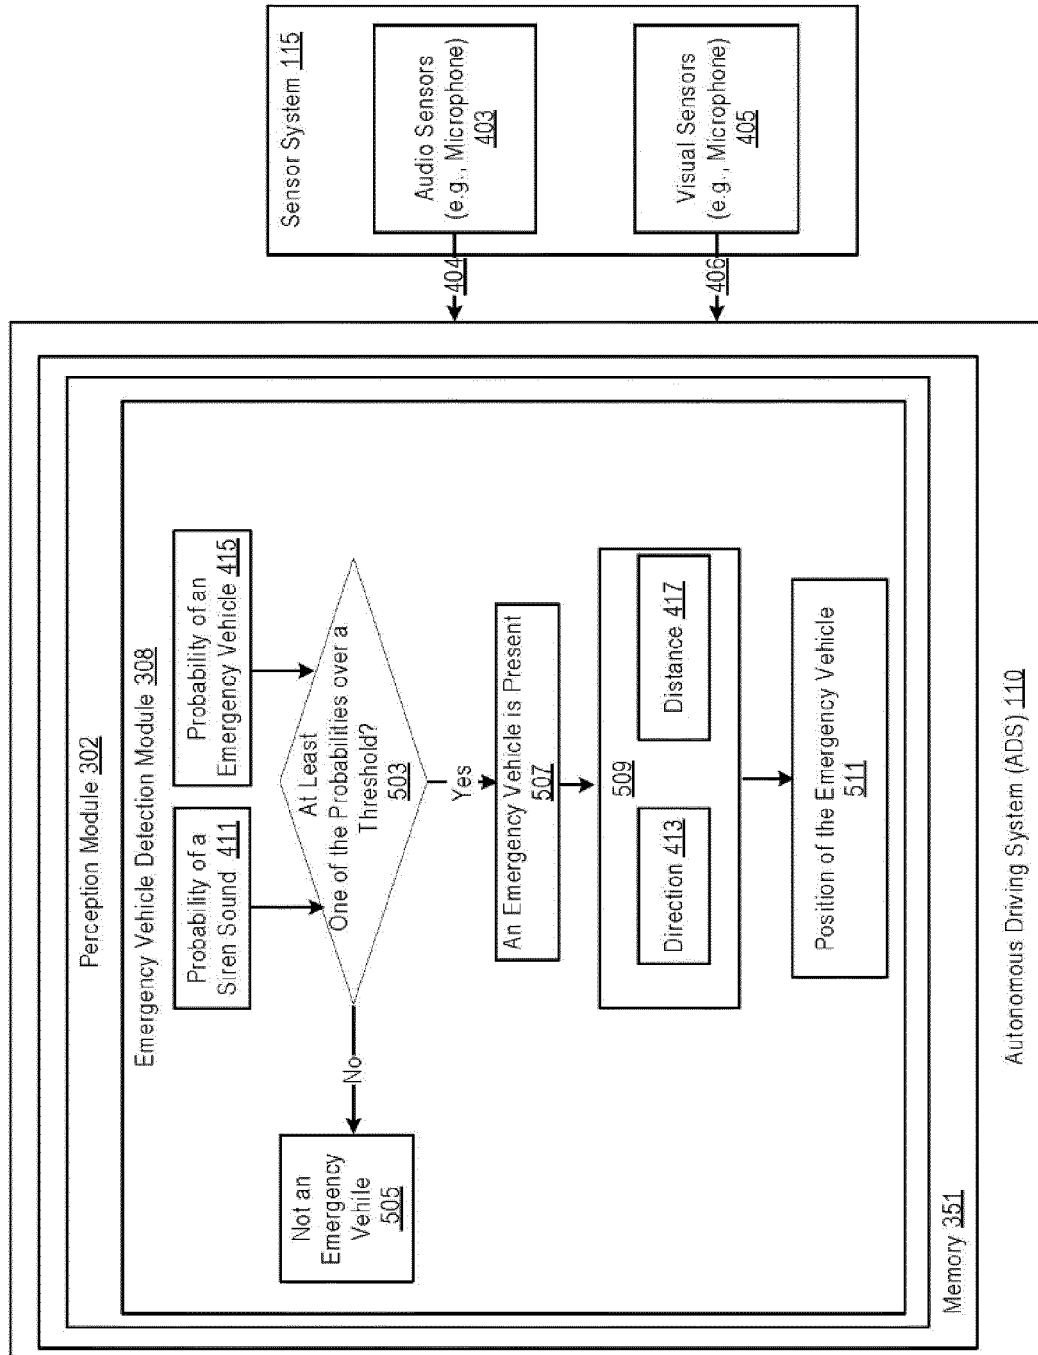 Sensor System 115
Audio Sensors
(e.g., Microphone)
403
Visual Sensors
(e.g., Microphone)
405
404
406
Perception Module 302
Emergency Vehicle Detection Module 308
Probability of a
Siren Sound 411
Probability of an
Emergency Vehicle 415
At Least
One of the Probabilities over a
Threshold?
503
No
Not an
Emergency
Vehile
505
Yes
An Emergency Vehicle is Present
507
509
Direction 413
Distance 417
Position of the Emergency Vehicle
511
Memory 351
Autonomous Driving System (ADS) 110